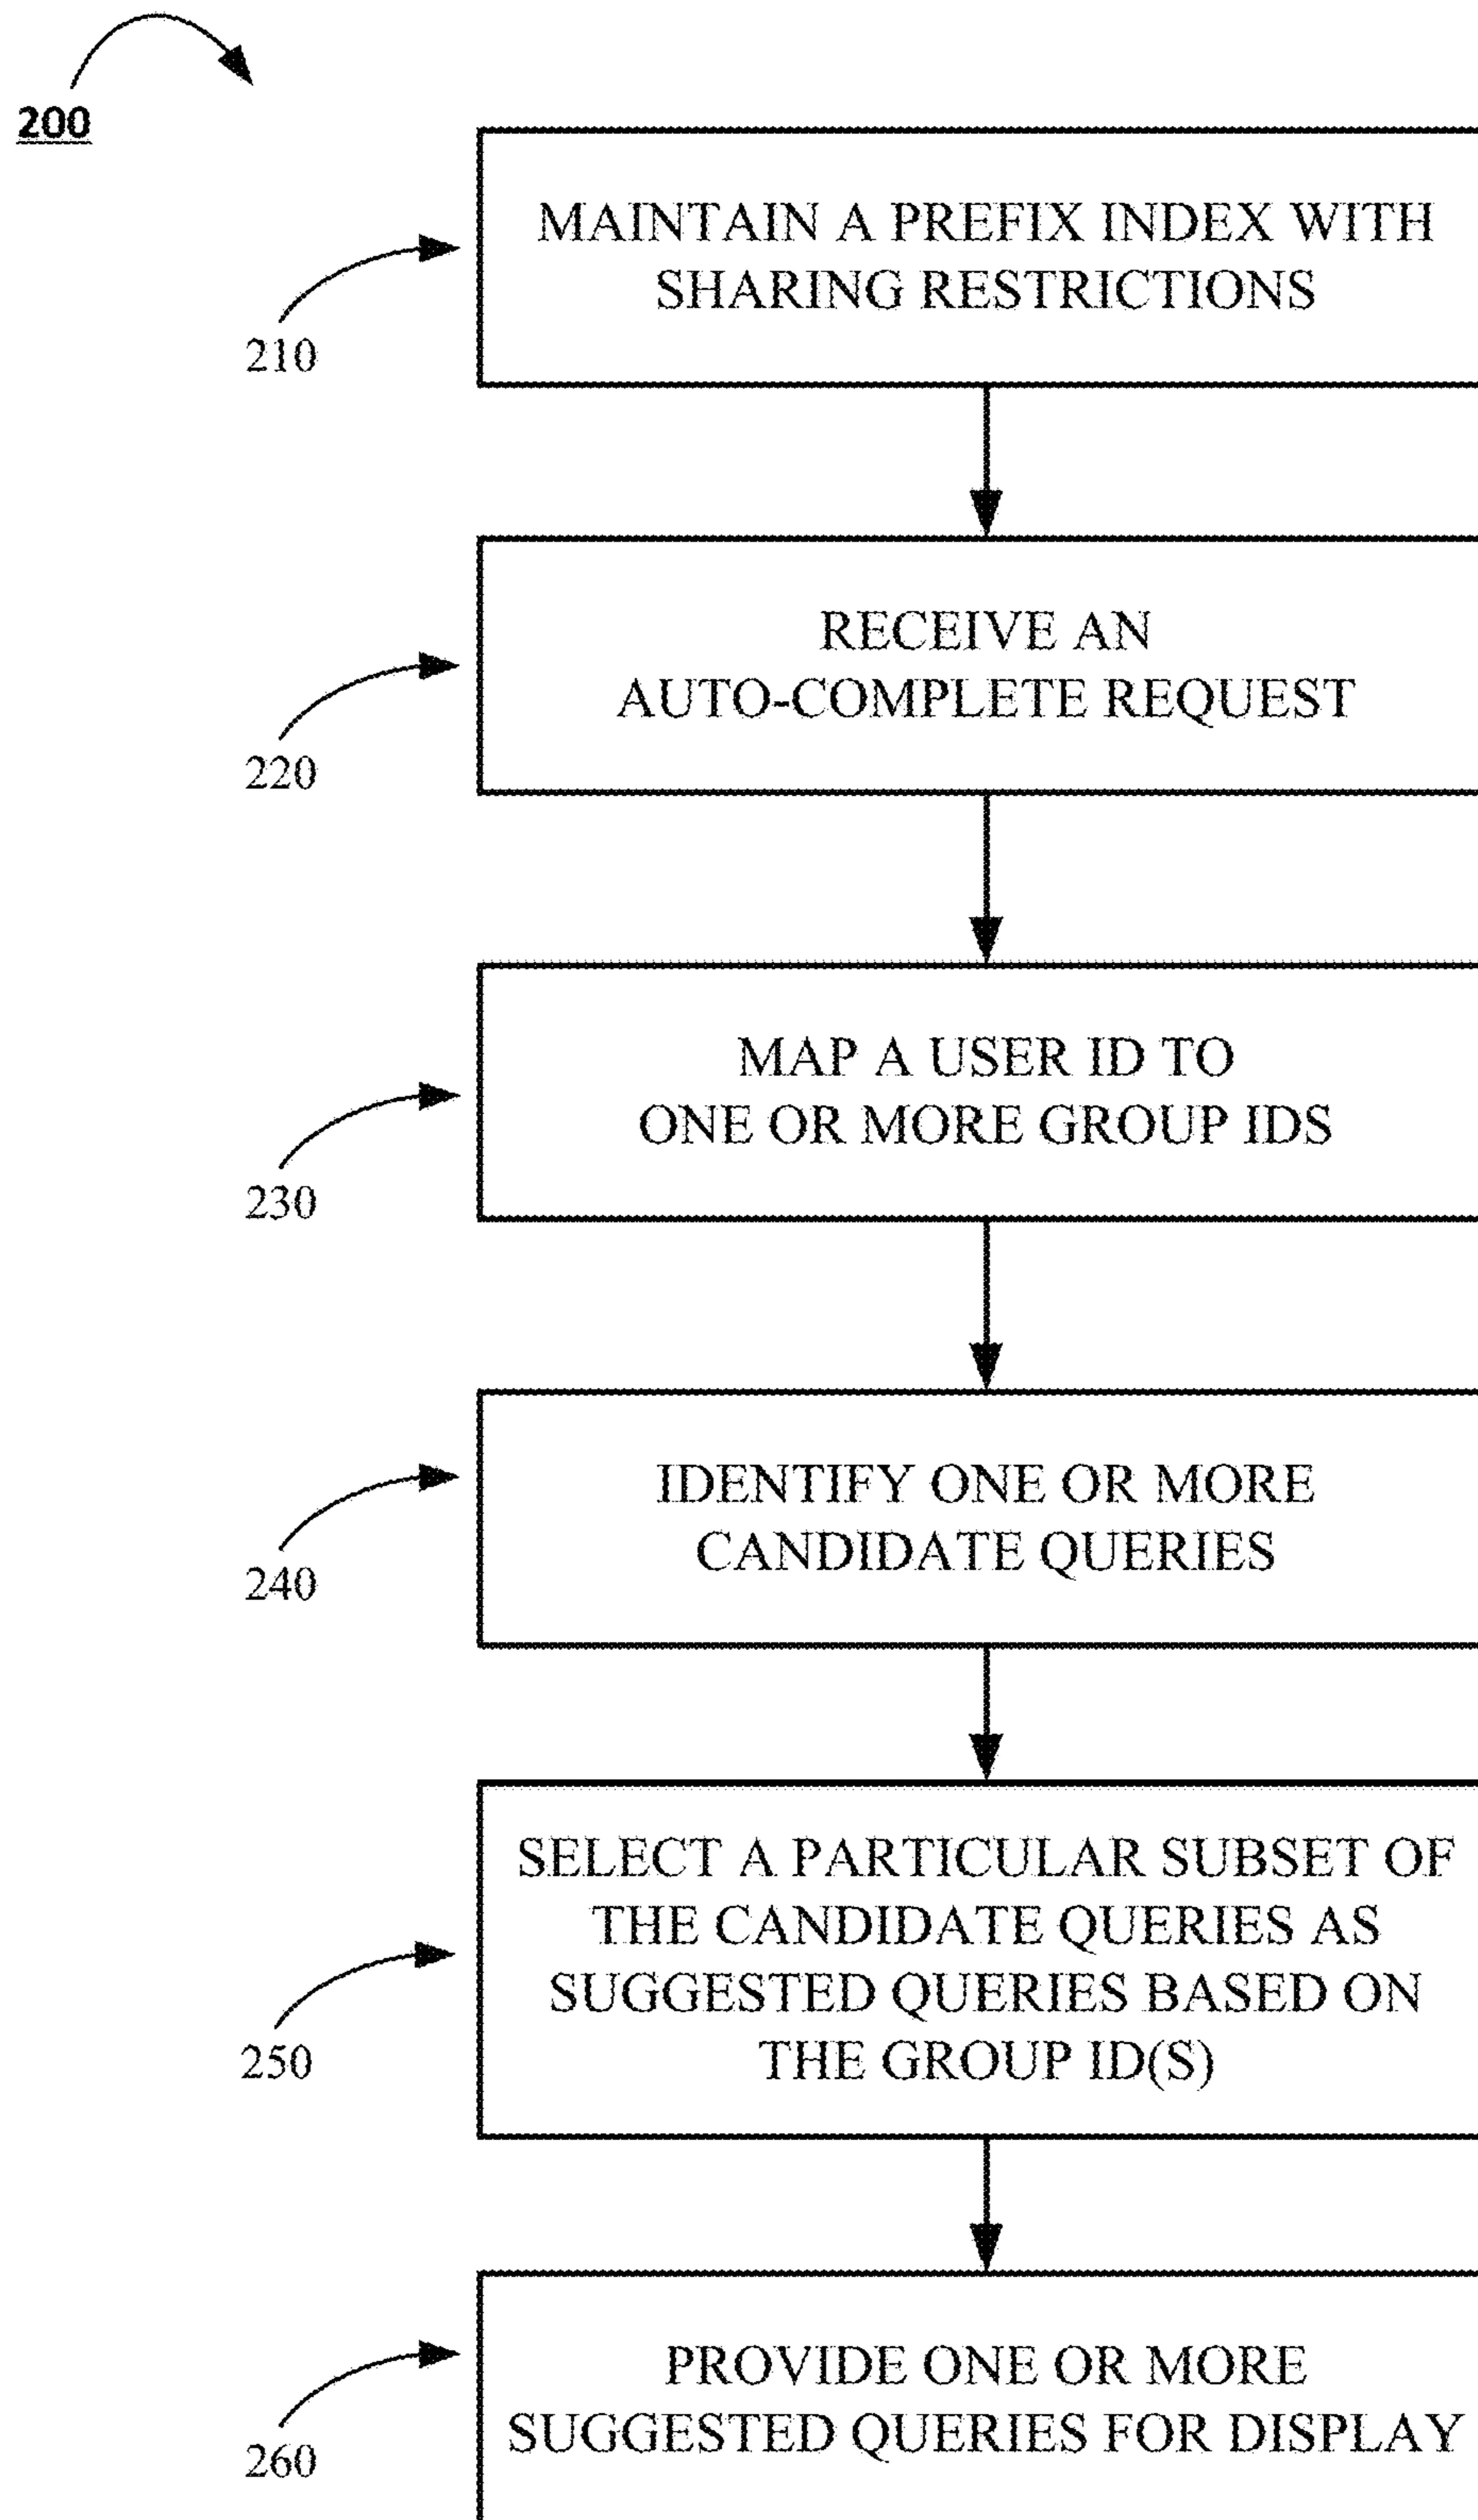 200
MAINTAIN A PREFIX INDEX WITH
SHARING RESTRICTIONS
210
RECEIVE AN
AUTO-COMPLETE REQUEST
220
MAP A USER ID TO
ONE OR MORE GROUP IDS
230
IDENTIFY ONE OR MORE
CANDIDATE QUERIES
240
SELECT A PARTICULAR SUBSET OF
THE CANDIDATE QUERIES AS
SUGGESTED QUERIES BASED ON
THE GROUP ID(S)
250
PROVIDE ONE OR MORE
SUGGESTED QUERIES FOR DISPLAY
260